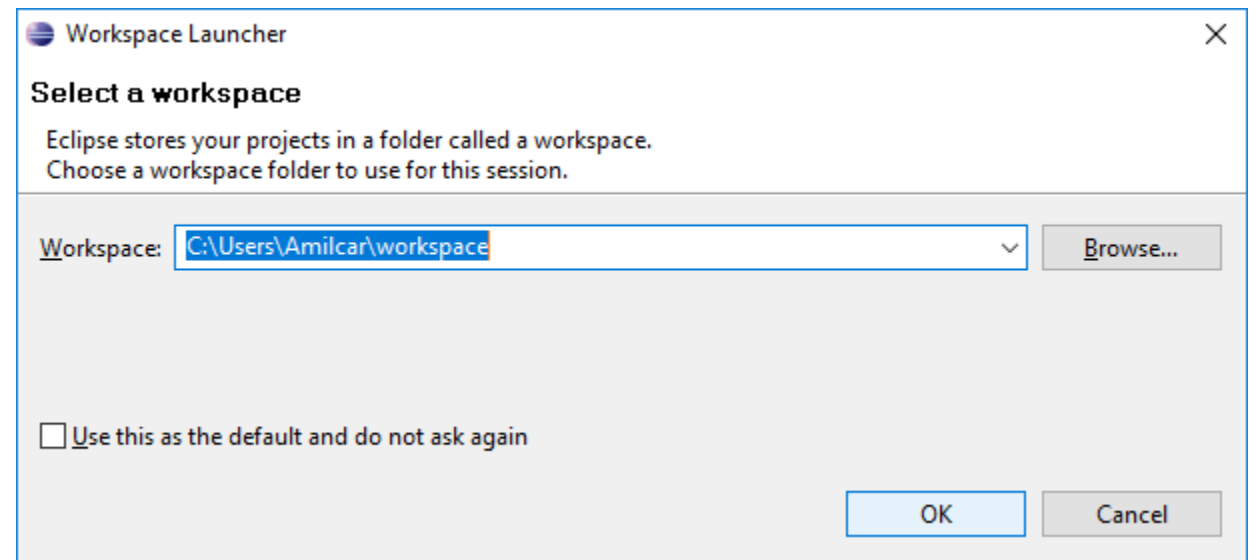 Workspace Launcher
Select a workspace
Eclipse stores your projects in a folder called a workspace.
Choose a workspace folder to use for this session.
Workspace: C:\Users\Amilcar\workspace Browse...
Use this as the default and do not ask again
OK Cancel